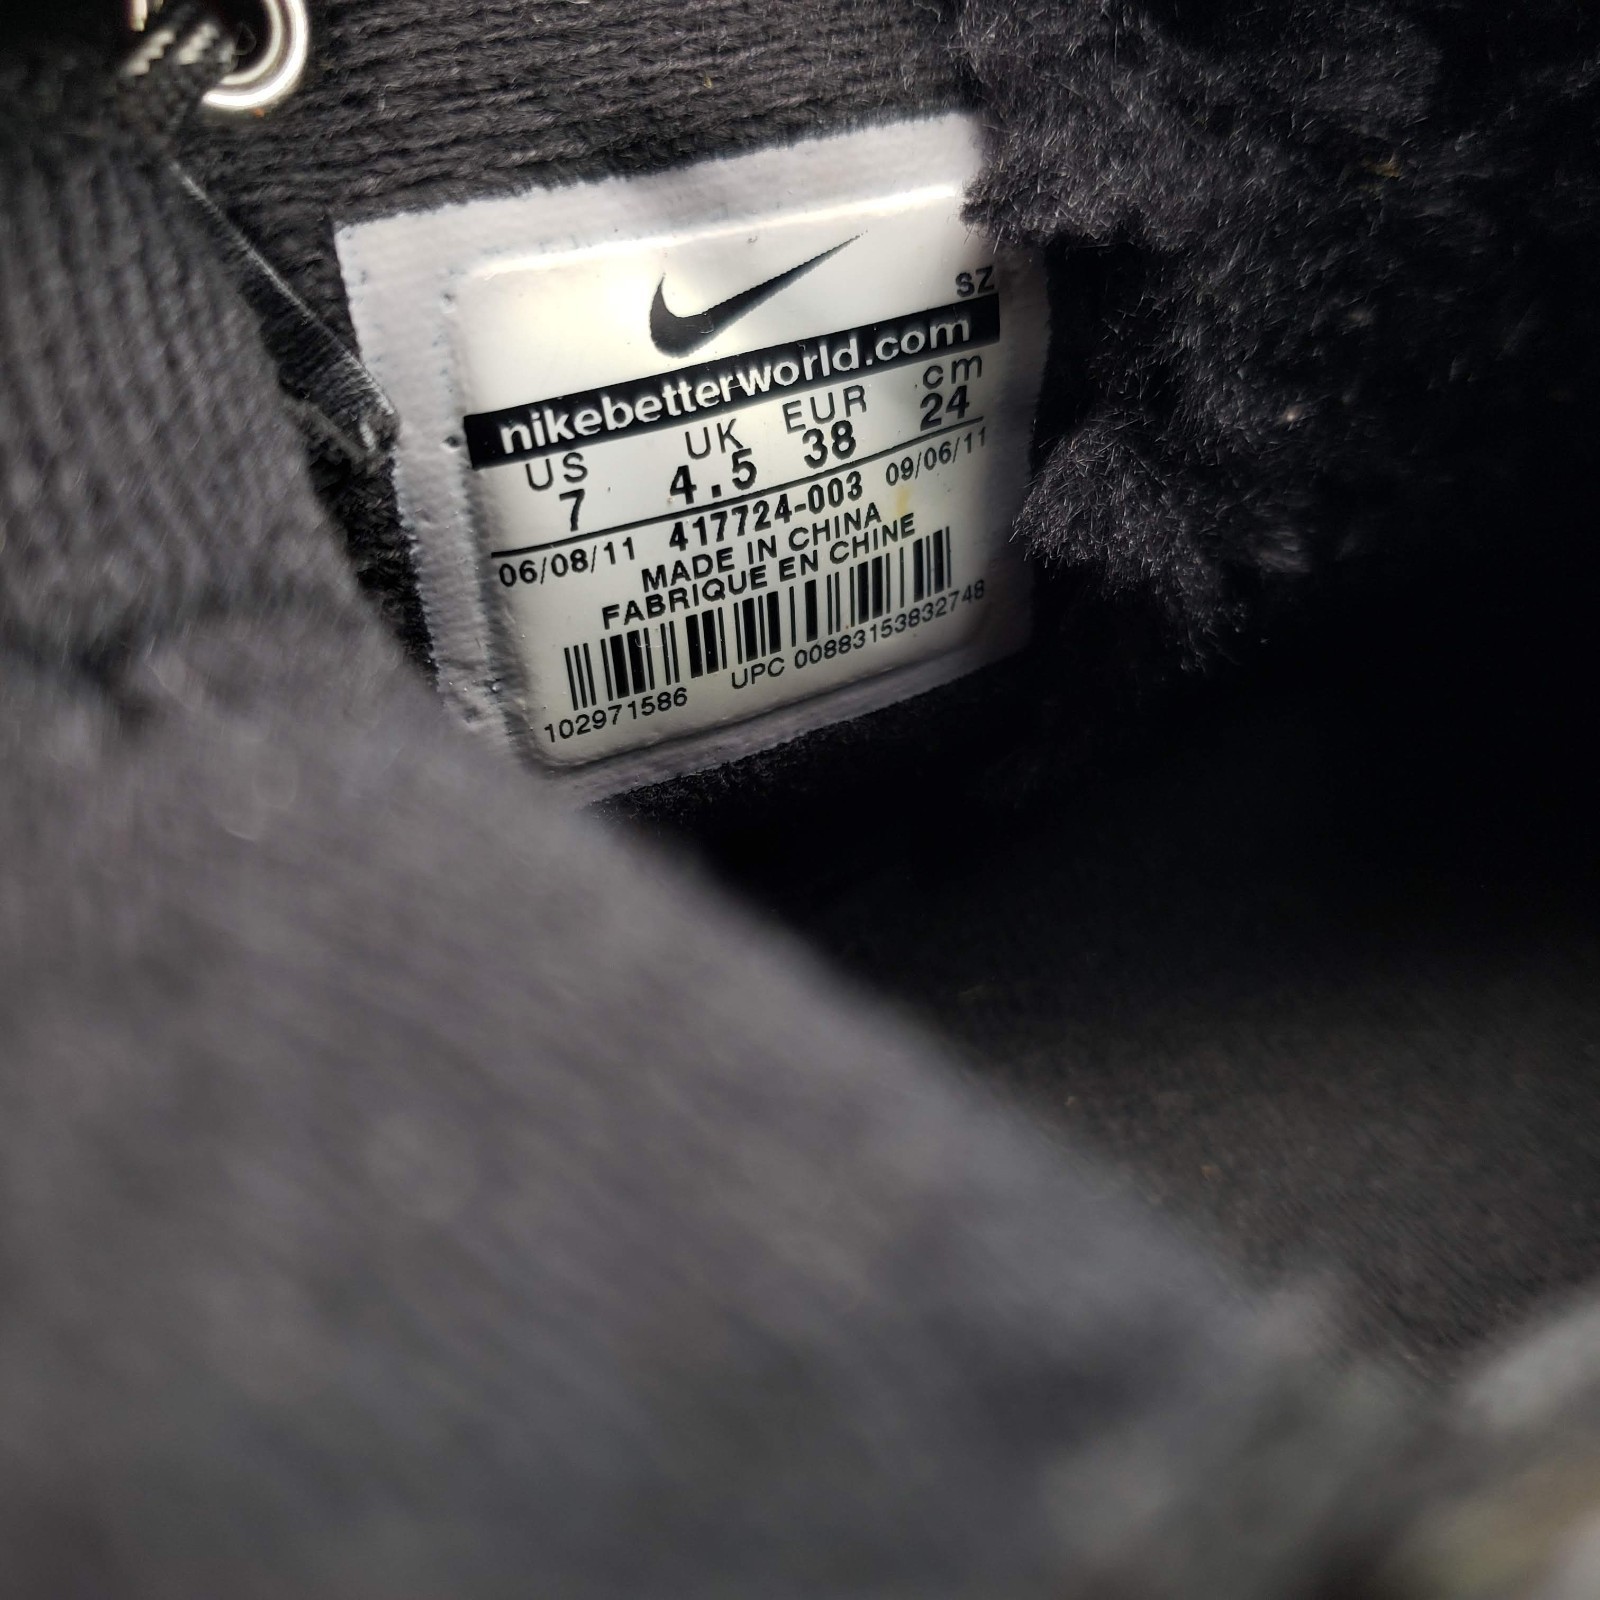 SZ
nikebetterworld.com
US UK EUR cm
7 4.5 38 24
06/08/11 417724-003 09/06/11
MADE IN CHINA
FABRIQUE EN CHINE
102971586 UPC 00883153832748